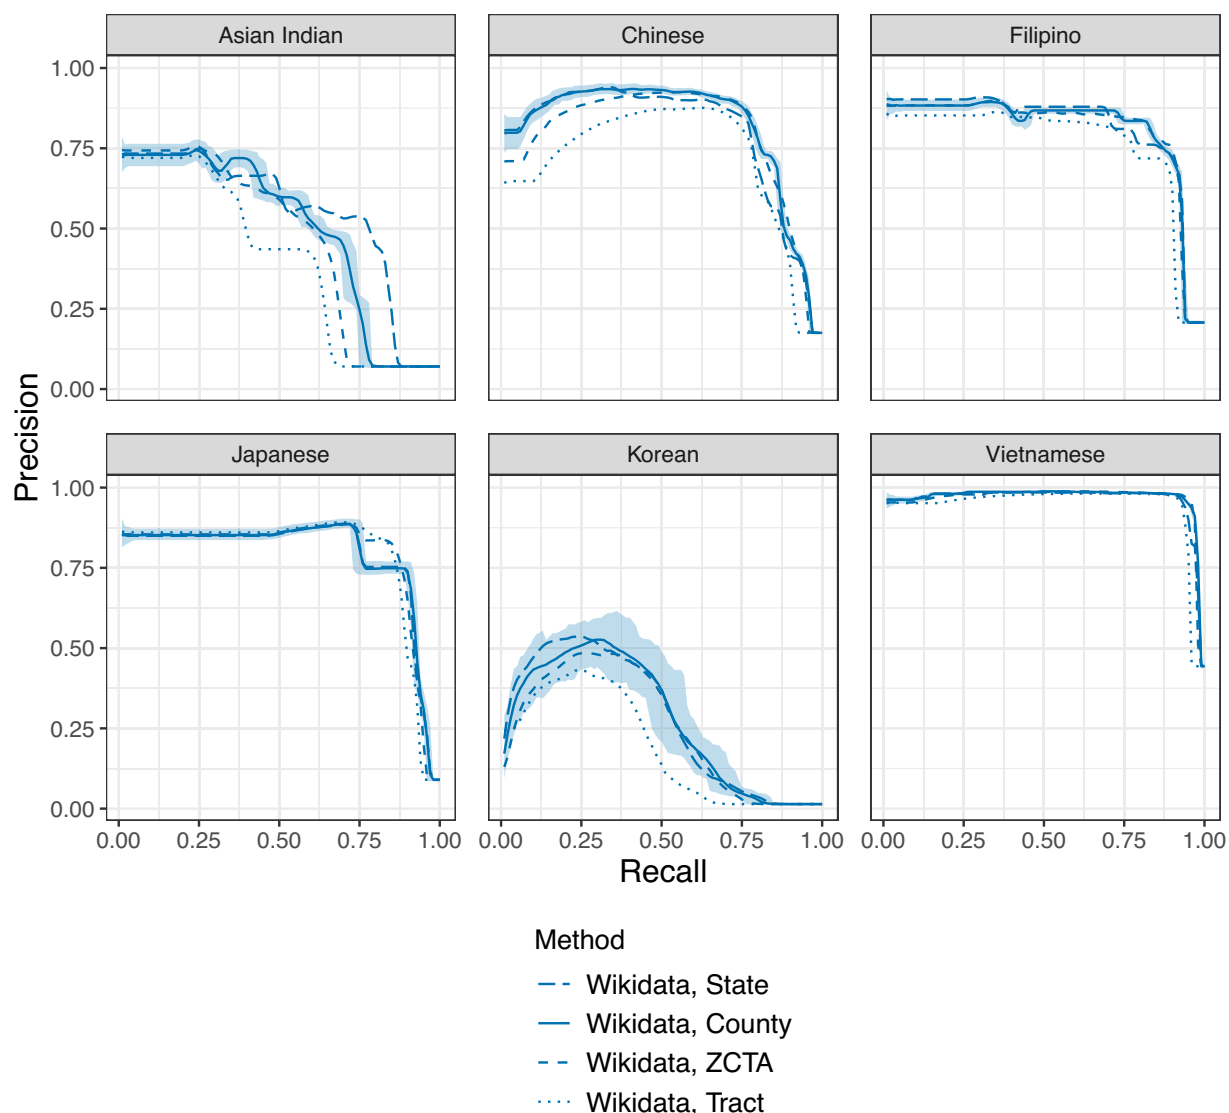 Asian Indian
Chinese
Filipino
1.00
0.75
0.50
0.25
0.00
Precision
Japanese
Korean
Vietnamese
1.00
0.75
0.50
0.25
0.00
0.00 0.25 0.50 0.75 1.00
0.00 0.25 0.50 0.75 1.00
0.00 0.25 0.50 0.75 1.00
Recall
Method
Wikidata, State
Wikidata, County
Wikidata, ZCTA
Wikidata, Tract